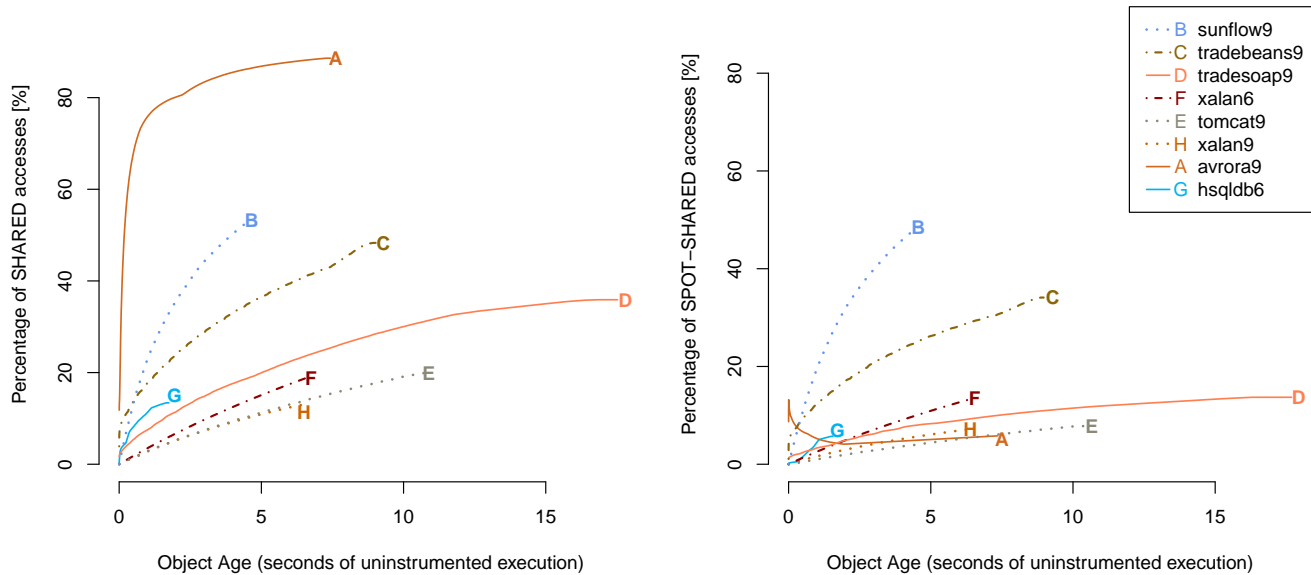 Percentage of SHARED accesses [%]
80
60
40
20
0
A
B
C
D
E
F
G
H
0 5 10 15
Object Age (seconds of uninstrumented execution)
Percentage of SPOT−SHARED accesses [%]
80
60
40
20
0
B
C
D
F
E
H
G
A
0 5 10 15
Object Age (seconds of uninstrumented execution)
B sunflow9
C tradebeans9
D tradesoap9
F xalan6
E tomcat9
H xalan9
A avrora9
G hsqldb6